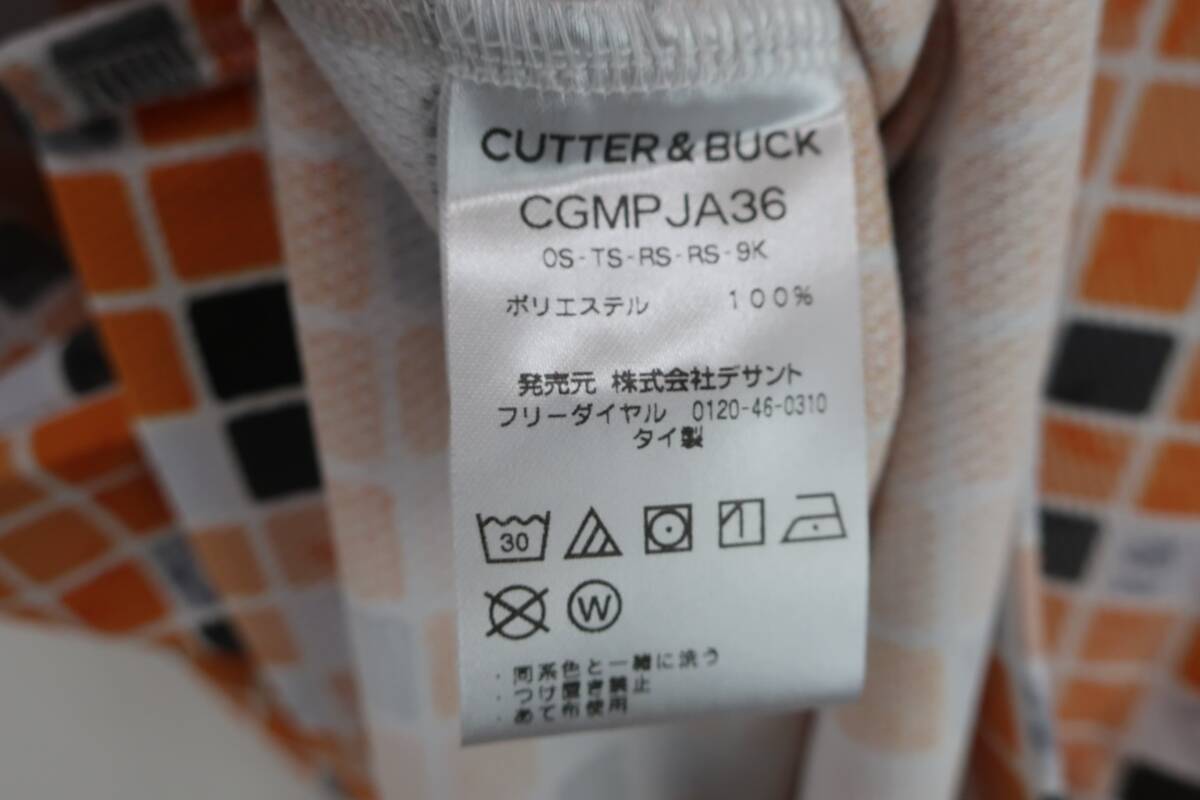 CUTTER & BUCK
CGMPJA36
OS-TS-RS-RS-9K
ポリエステル 100%
発売元 株式会社デサント
フリーダイヤル 0120-46-0310
タイ製
30
W
・同系色と一緒に洗う
・つけ置き禁止
・あて布使用